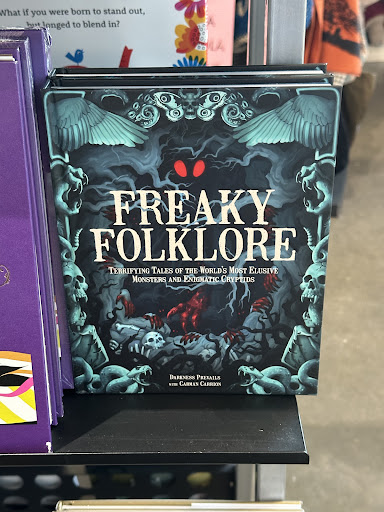 What if you were born to stand out,
but longed to blend in?
FREAKY
FOLKLORE
TERRIFYING TALES OF THE WORLD'S MOST ELUSIVE
MONSTERS AND ENIGMATIC CRYPTIDS
DARKNESS PREVAILS
WITH CARMAN CARRION